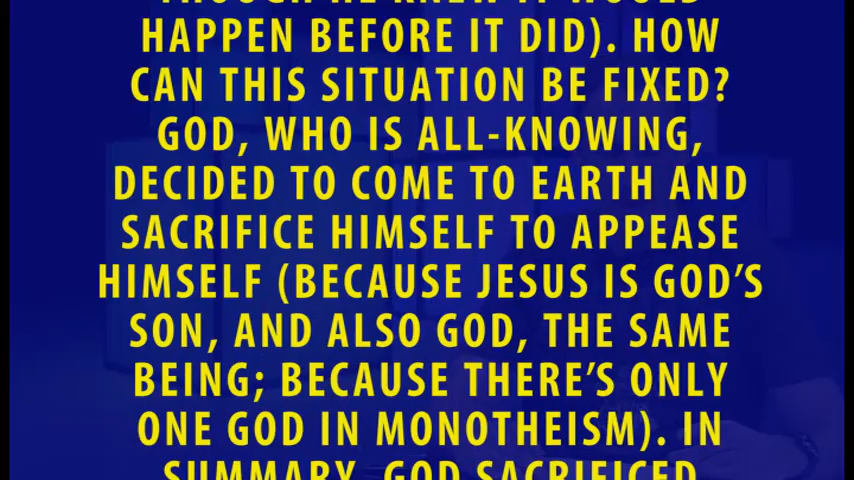 THOUGH HE KNEW IT WOULD
HAPPEN BEFORE IT DID). HOW
CAN THIS SITUATION BE FIXED?
GOD, WHO IS ALL-KNOWING,
DECIDED TO COME TO EARTH AND
SACRIFICE HIMSELF TO APPEASE
HIMSELF (BECAUSE JESUS IS GOD’S
SON, AND ALSO GOD, THE SAME
BEING; BECAUSE THERE’S ONLY
ONE GOD IN MONOTHEISM). IN
SUMMARY, GOD SACRIFICED